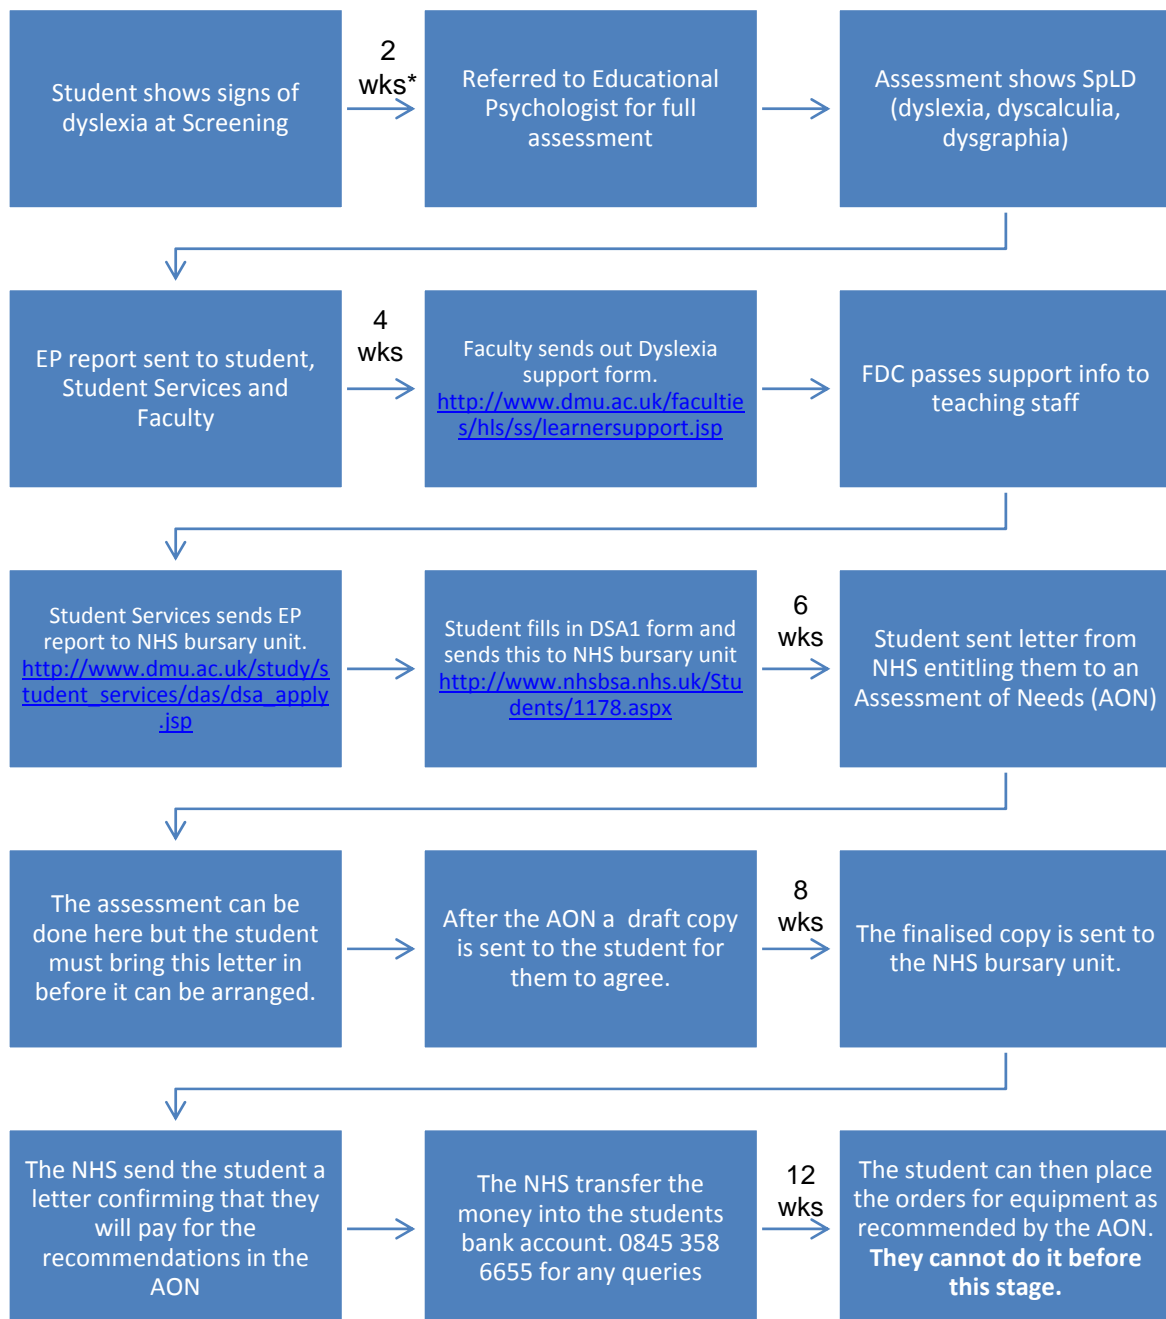 Student shows signs of
dyslexia at Screening
2
wks*
Referred to Educational
Psychologist for full
assessment
Assessment shows SpLD
(dyslexia, dyscalculia,
dysgraphia)
EP report sent to student,
Student Services and
Faculty
4
wks
Faculty sends out Dyslexia
support form.
http://www.dmu.ac.uk/facultie
s/hls/ss/learnersupport.jsp
FDC passes support info to
teaching staff
Student Services sends EP
report to NHS bursary unit.
http://www.dmu.ac.uk/study/s
tudent_services/das/dsa_apply
.jsp
Student fills in DSA1 form and
sends this to NHS bursary unit
http://www.nhsbsa.nhs.uk/Stu
dents/1178.aspx
6
wks
Student sent letter from
NHS entitling them to an
Assessment of Needs (AON)
The assessment can be
done here but the student
must bring this letter in
before it can be arranged.
After the AON a  draft copy
is sent to the student for
them to agree.
8
wks
The finalised copy is sent to
the NHS bursary unit.
The NHS send the student a
letter confirming that they
will pay for the
recommendations in the
AON
The NHS transfer the
money into the students
bank account. 0845 358
6655 for any queries
12
wks
The student can then place
the orders for equipment as
recommended by the AON.
They cannot do it before
this stage.